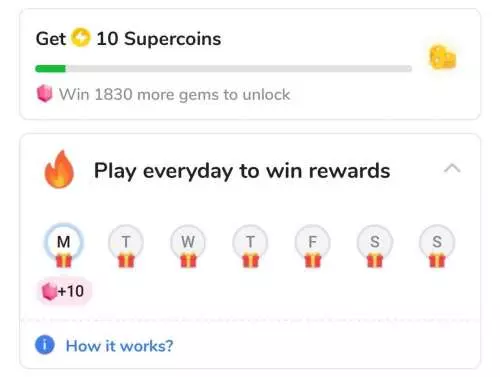 Get 10 Supercoins
Win 1830 more gems to unlock
Play everyday to win rewards
M T W T F S S
+10
i How it works?